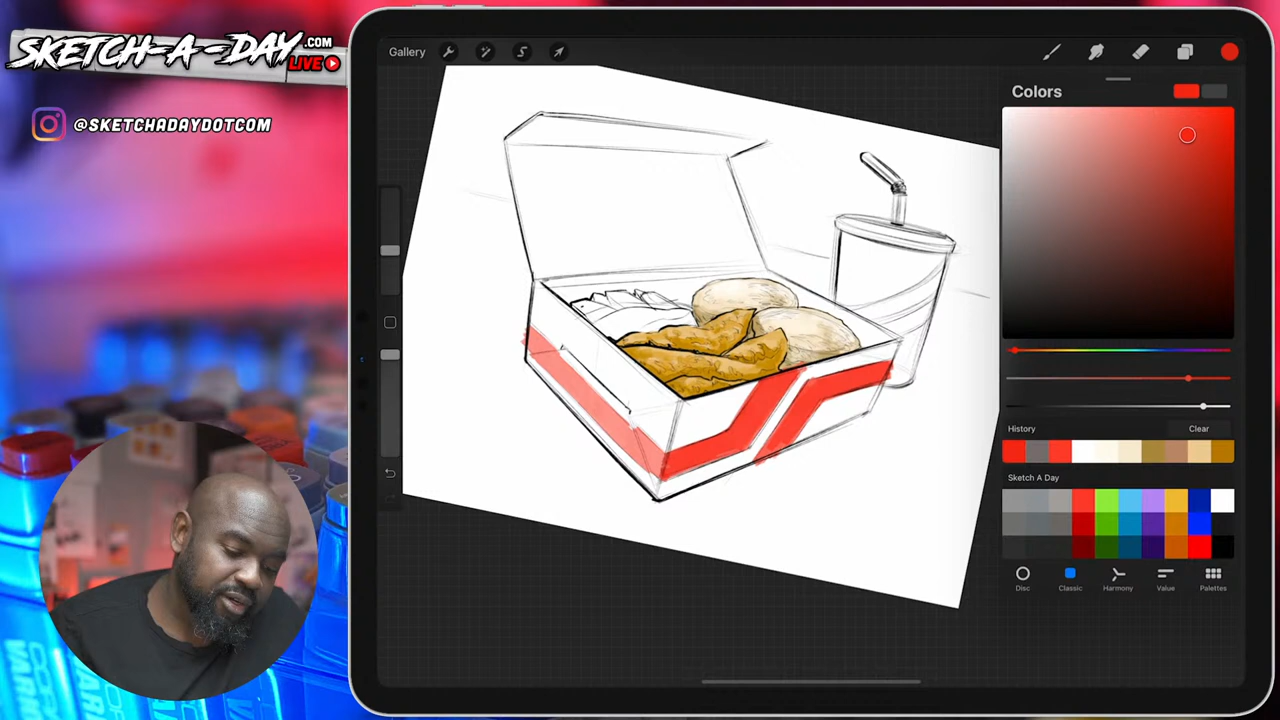 SKETCH-A-DAY.COM
LIVE
@SKETCHADAYDOTCOM
Gallery
Colors
History
Clear
Sketch A Day
Disc
Classic
Harmony
Value
Palettes